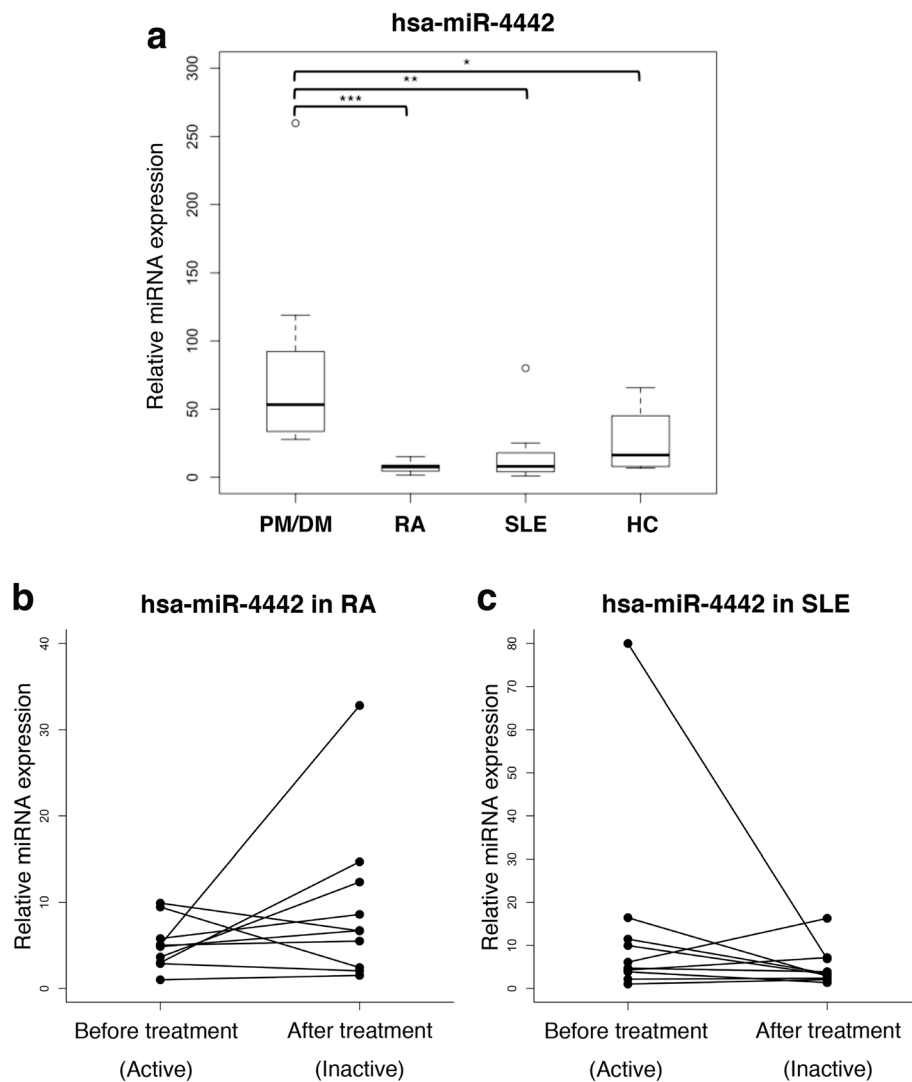 a
hsa-miR-4442
Relative miRNA expression
300
250
200
150
100
50
0
*
**
***
PM/DM RA SLE HC
b
hsa-miR-4442 in RA
Relative miRNA expression
40
30
20
10
0
Before treatment After treatment
(Active) (Inactive)
c
hsa-miR-4442 in SLE
Relative miRNA expression
80
70
60
50
40
30
20
10
0
Before treatment After treatment
(Active) (Inactive)